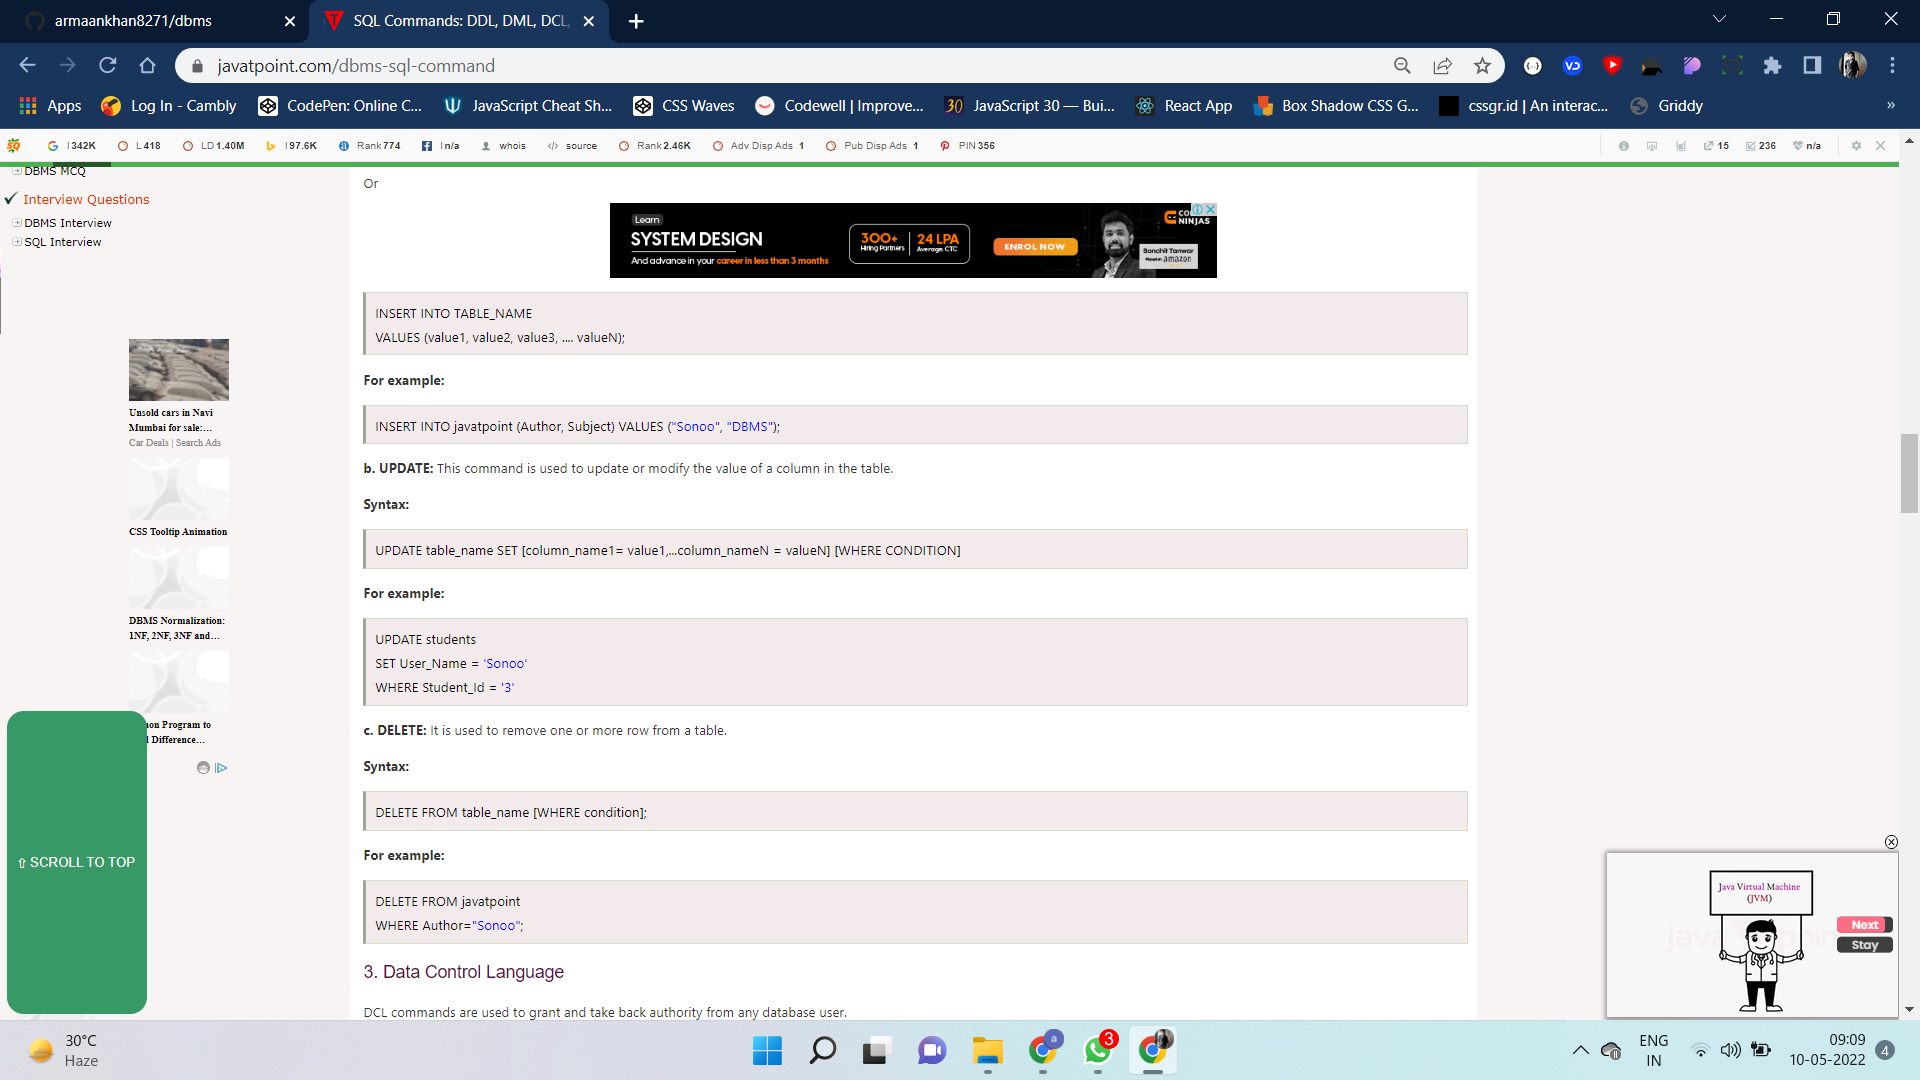 armaankhan8271/dbms
SQL Commands: DDL, DML, DCL,
javatpoint.com/dbms-sql-command
Apps
Log In - Cambly
CodePen: Online C...
JavaScript Cheat Sh...
CSS Waves
Codewell | Improve...
JavaScript 30 — Bui...
React App
Box Shadow CSS G...
cssgr.id | An interac...
Griddy
»
I 342K
L 418
LD 1.40M
I 97.6K
Rank 774
I n/a
whois
source
Rank 2.46K
Adv Disp Ads 1
Pub Disp Ads 1
PIN 356
15
236
n/a
DBMS MCQ
Interview Questions
DBMS Interview
SQL Interview
Unsold cars in Navi
Mumbai for sale:...
Car Deals | Search Ads
CSS Tooltip Animation
DBMS Normalization:
1NF, 2NF, 3NF and...
on Program to
Difference...
⇧ SCROLL TO TOP
Or
Learn
SYSTEM DESIGN
And advance in your career in less than 3 months
300+
Hiring Partners
24 LPA
Average CTC
ENROL NOW
NINJAS
Sanchit Tanwar
amazon
INSERT INTO TABLE_NAME
VALUES (value1, value2, value3, .... valueN);
For example:
INSERT INTO javatpoint (Author, Subject) VALUES ("Sonoo", "DBMS");
b. UPDATE: This command is used to update or modify the value of a column in the table.
Syntax:
UPDATE table_name SET [column_name1= value1,...column_nameN = valueN] [WHERE CONDITION]
For example:
UPDATE students
SET User_Name = 'Sonoo'
WHERE Student_Id = '3'
c. DELETE: It is used to remove one or more row from a table.
Syntax:
DELETE FROM table_name [WHERE condition];
For example:
DELETE FROM javatpoint
WHERE Author="Sonoo";
3. Data Control Language
DCL commands are used to grant and take back authority from any database user.
Java Virtual Machine
(JVM)
Next
Stay
30°C
Haze
3
ENG
IN
09:09
10-05-2022
4